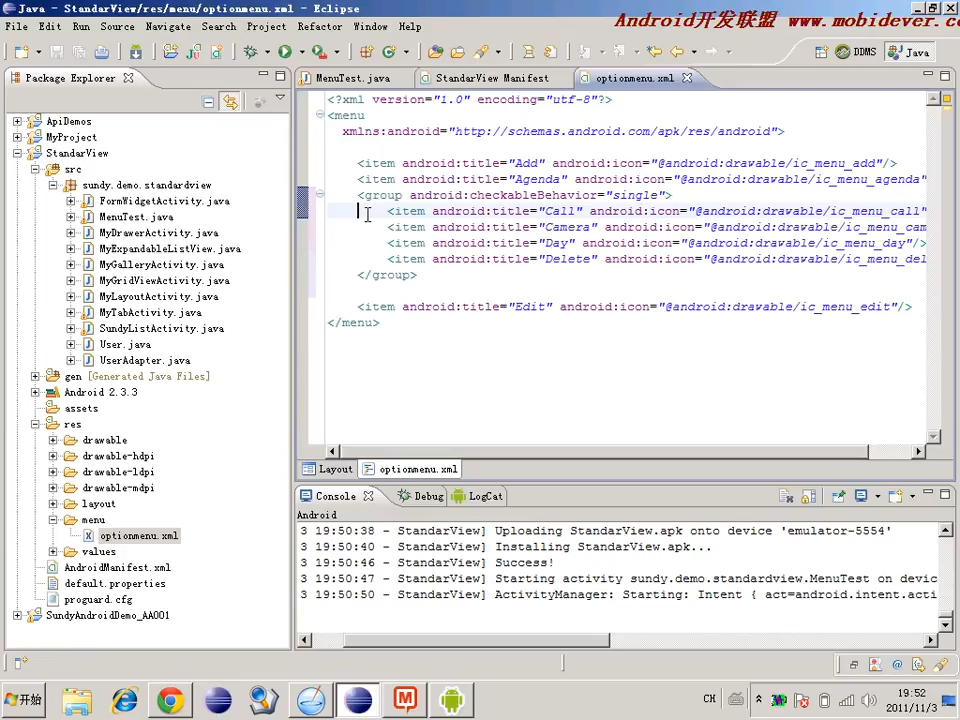 Java - StandarView/res/menu/optionmenu.xml - Eclipse
Android开发联盟 www.mobidever.co
File Edit Run Source Navigate Search Project Refactor Window Help
DDMS Java
Package Explorer
MenuTest.java StandarView Manifest optionmenu.xml
ApiDemos
MyProject
StandarView
src
sundy.demo.standardview
FormWidgetActivity.java
MenuTest.java
MyDrawerActivity.java
MyExpandableListView.java
MyGalleryActivity.java
MyGridViewActivity.java
MyLayoutActivity.java
MyTabActivity.java
SundyListActivity.java
User.java
UserAdapter.java
gen [Generated Java Files]
Android 2.3.3
assets
res
drawable
drawable-hdpi
drawable-ldpi
drawable-mdpi
layout
menu
optionmenu.xml
values
AndroidManifest.xml
default.properties
proguard.cfg
SundyAndroidDemo_AA001
<?xml version="1.0" encoding="utf-8"?>
<menu
xmlns:android="http://schemas.android.com/apk/res/android">
<item android:title="Add" android:icon="@android:drawable/ic_menu_add"/>
<item android:title="Agenda" android:icon="@android:drawable/ic_menu_agenda"
<group android:checkableBehavior="single">
<item android:title="Call" android:icon="@android:drawable/ic_menu_call"
<item android:title="Camera" android:icon="@android:drawable/ic_menu_cam
<item android:title="Day" android:icon="@android:drawable/ic_menu_day"/>
<item android:title="Delete" android:icon="@android:drawable/ic_menu_del
</group>
<item android:title="Edit" android:icon="@android:drawable/ic_menu_edit"/>
</menu>
Layout optionmenu.xml
Console Debug LogCat
Android
3 19:50:38 - StandarView] Uploading StandarView.apk onto device 'emulator-5554'
3 19:50:40 - StandarView] Installing StandarView.apk...
3 19:50:46 - StandarView] Success!
3 19:50:47 - StandarView] Starting activity sundy.demo.standardview.MenuTest on devic
3 19:50:50 - StandarView] ActivityManager: Starting: Intent { act=android.intent.acti
开始
CH
19:52
2011/11/3